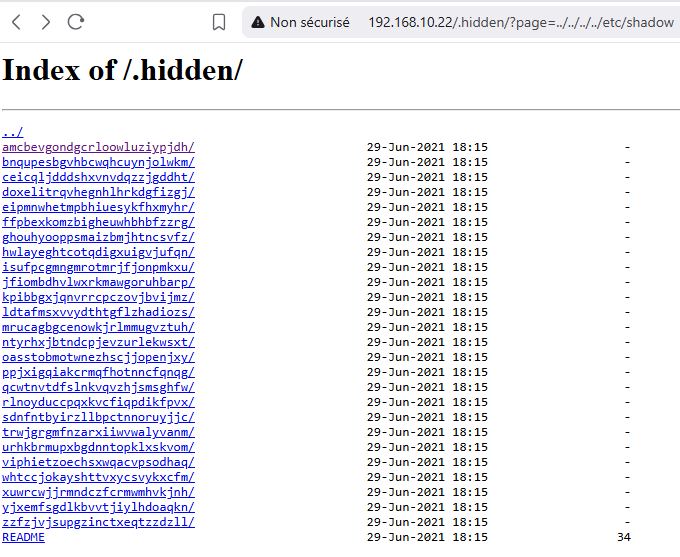 Non sécurisé 192.168.10.22/.hidden/?page=../../../../etc/shadow
Index of /.hidden/
../
amcbevgondgcrloowluziypjdh/ 29-Jun-2021 18:15 -
bnqupesbgvhbcwqhcuynjolwkm/ 29-Jun-2021 18:15 -
ceicqljdddshxvnvdqzzjgddht/ 29-Jun-2021 18:15 -
doxelitrqvhegnhlhrkdgfizgj/ 29-Jun-2021 18:15 -
eipmnwhetmpbhiuesykfhxmyhr/ 29-Jun-2021 18:15 -
ffpbexkomzbigheuwhbhbfzzrg/ 29-Jun-2021 18:15 -
ghouhyooppsmaizbmjhtncsvfz/ 29-Jun-2021 18:15 -
hwlayeghtcotqdigxuigvjufqn/ 29-Jun-2021 18:15 -
isufpcgmngmrotmrjfjonpmkxu/ 29-Jun-2021 18:15 -
jfiombdhvlwxrkmawgoruhbarp/ 29-Jun-2021 18:15 -
kpibbgxjqnvrrcpczovjbvijmz/ 29-Jun-2021 18:15 -
ldtafmsxvvydthtgflzhadiozs/ 29-Jun-2021 18:15 -
mrucagbgcenowkjrlmmugvztuh/ 29-Jun-2021 18:15 -
ntyrhxjbtndcpjevzurlekwsxt/ 29-Jun-2021 18:15 -
oasstobmotwnezhscjjopenjxy/ 29-Jun-2021 18:15 -
ppjxigqiakcrmqfhotnncfqnqg/ 29-Jun-2021 18:15 -
qcwtnvtdfslnkvqvzhjsmsghfw/ 29-Jun-2021 18:15 -
rlnoyduccpqxkvcfiqpdikfpvx/ 29-Jun-2021 18:15 -
sdnfntbyirzllbpctnnoruyjjc/ 29-Jun-2021 18:15 -
trwjgrgmfnzarxiiwvwalyvanm/ 29-Jun-2021 18:15 -
urhkbrmupxbgdnntopklxskvom/ 29-Jun-2021 18:15 -
viphietzoechsxwqacvpsodhaq/ 29-Jun-2021 18:15 -
whtccjokayshttvxycsvykxcfm/ 29-Jun-2021 18:15 -
xuwrcwjjrmndczfcrmwmhvkjnh/ 29-Jun-2021 18:15 -
yjxemfsgdlkbvvtjiylhdoaqkn/ 29-Jun-2021 18:15 -
zzfzjvjsupgzinctxeqtzzdzll/ 29-Jun-2021 18:15 -
README 29-Jun-2021 18:15 34